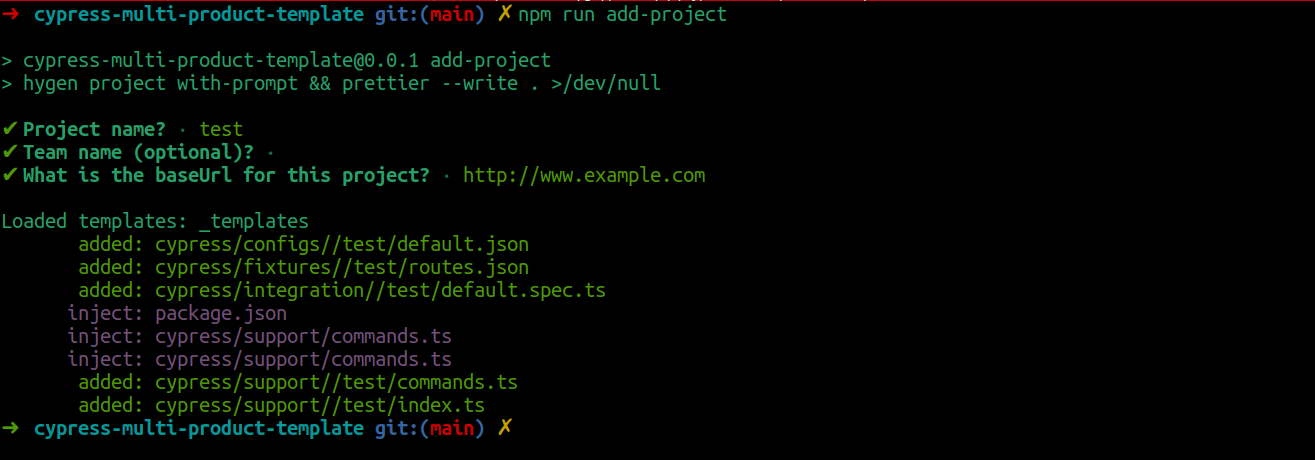 ➜ cypress-multi-product-template git:(main) ✗ npm run add-project
> cypress-multi-product-template@0.0.1 add-project
> hygen project with-prompt && prettier --write . >/dev/null
✔ Project name? · test
✔ Team name (optional)? ·
✔ What is the baseUrl for this project? · http://www.example.com
Loaded templates: _templates
added: cypress/configs//test/default.json
added: cypress/fixtures//test/routes.json
added: cypress/integration//test/default.spec.ts
inject: package.json
inject: cypress/support/commands.ts
inject: cypress/support/commands.ts
added: cypress/support//test/commands.ts
added: cypress/support//test/index.ts
➜ cypress-multi-product-template git:(main) ✗